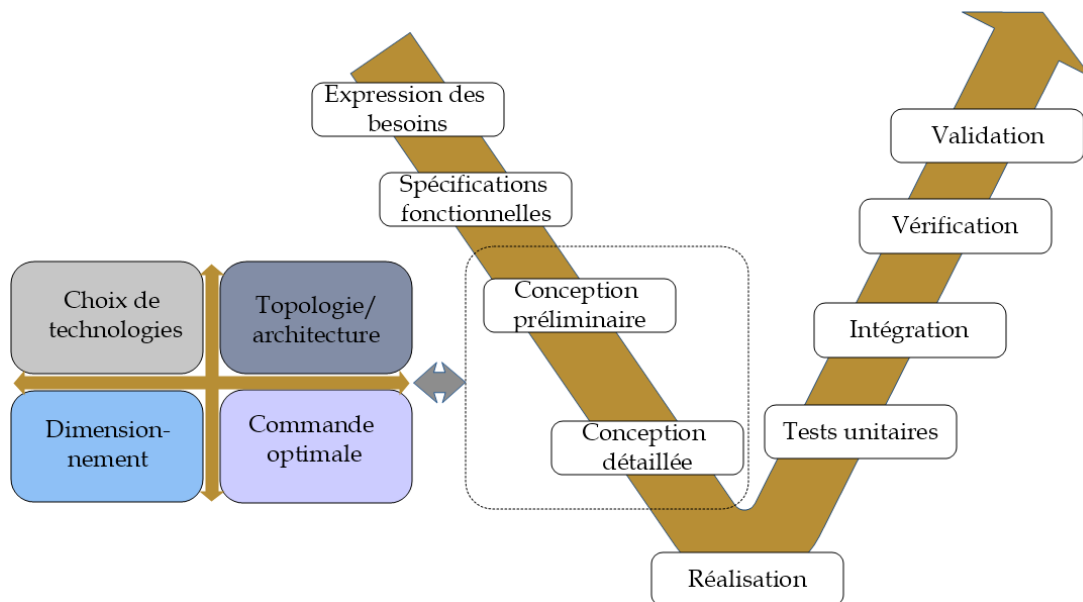 Expression des
besoins
Spécifications
fonctionnelles
Conception
préliminaire
Conception
détaillée
Réalisation
Tests unitaires
Intégration
Vérification
Validation
Choix de
technologies
Topologie/
architecture
Dimension-
nement
Commande
optimale